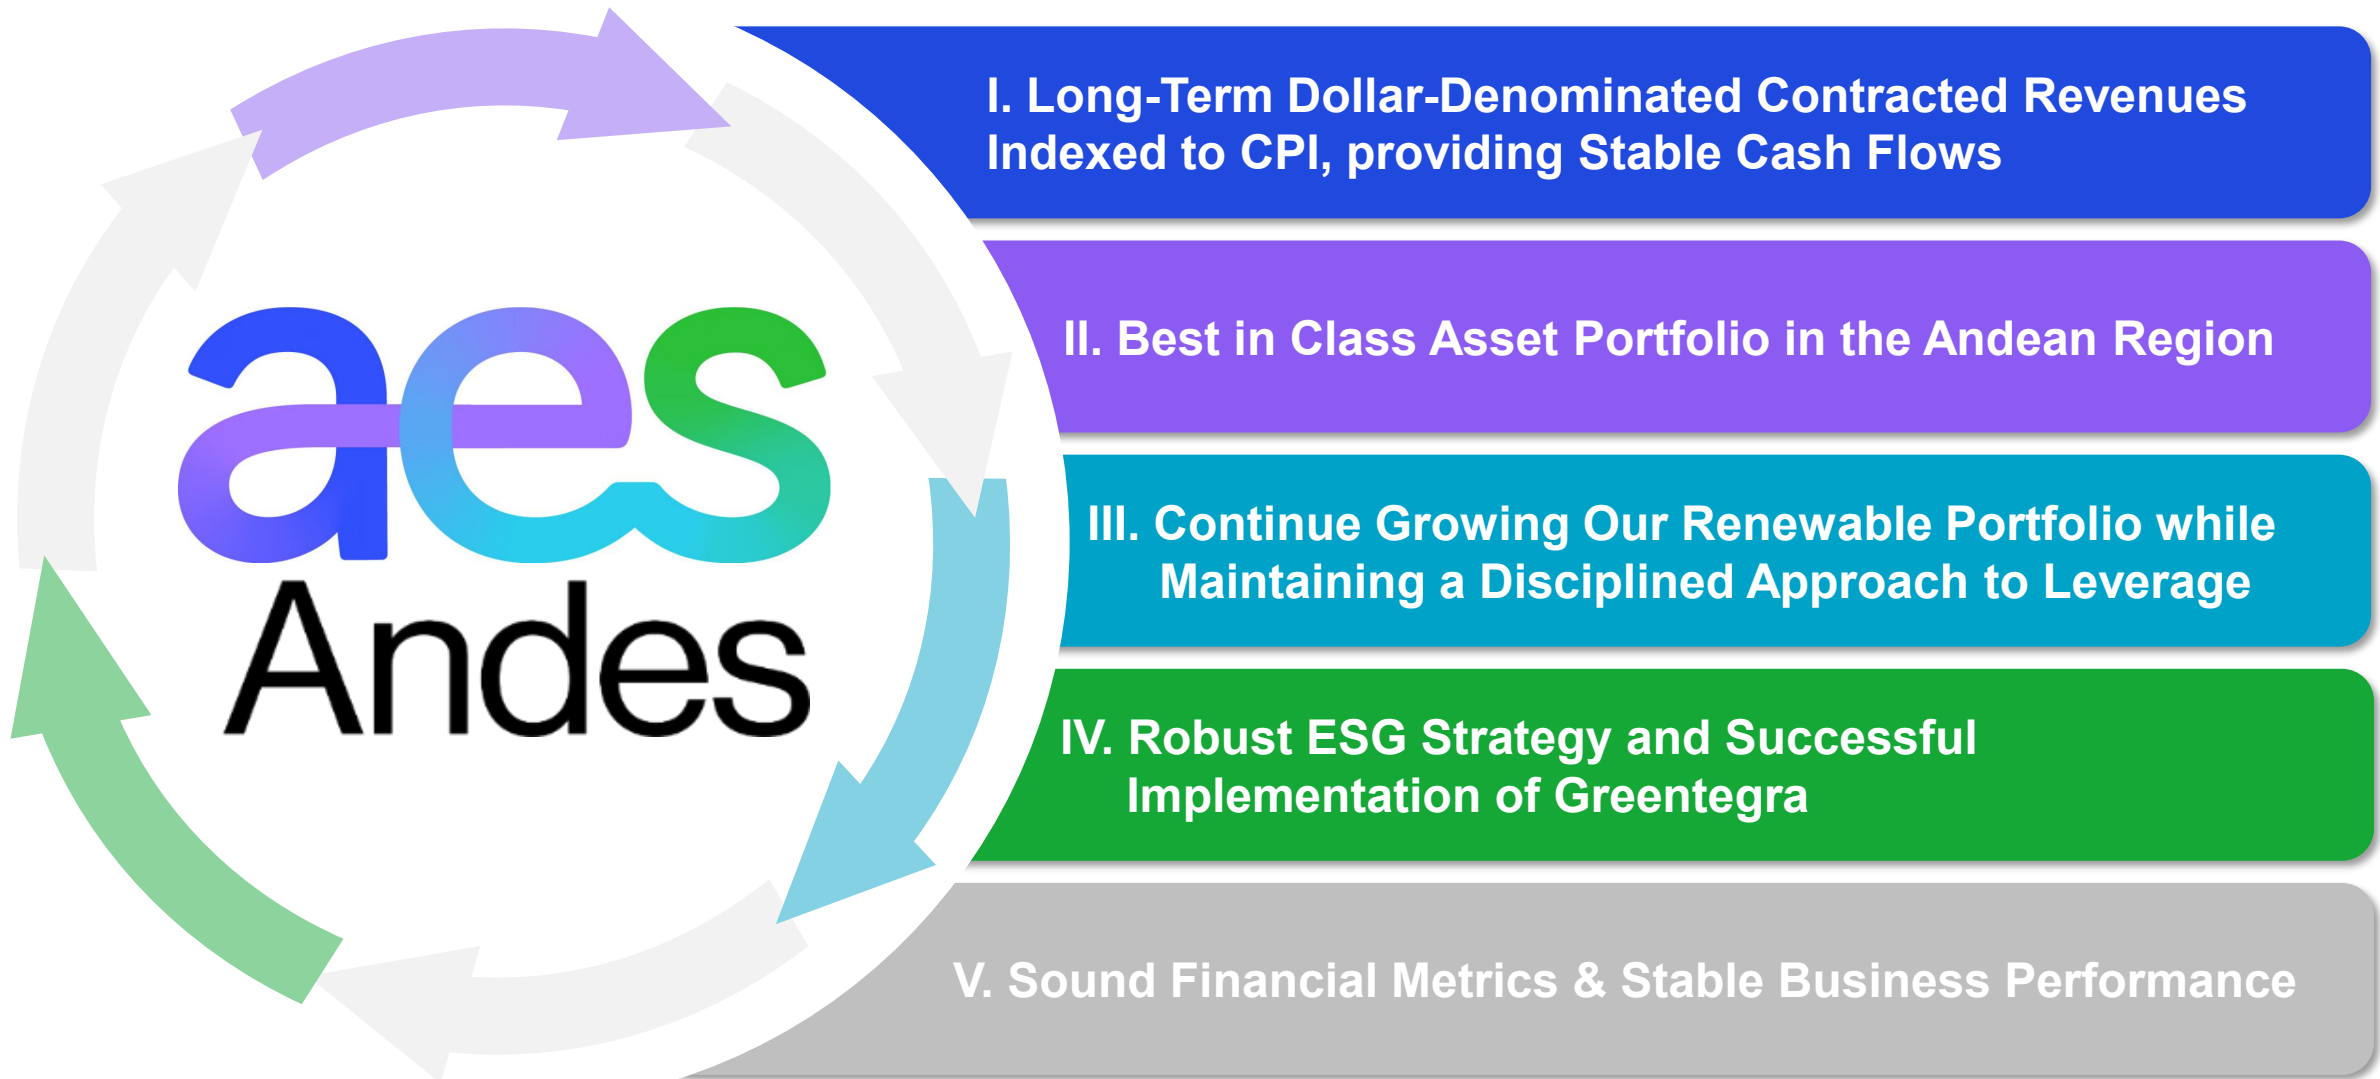 aes
Andes
I. Long-Term Dollar-Denominated Contracted Revenues
Indexed to CPI, providing Stable Cash Flows
II. Best in Class Asset Portfolio in the Andean Region
III. Continue Growing Our Renewable Portfolio while
Maintaining a Disciplined Approach to Leverage
IV. Robust ESG Strategy and Successful
Implementation of Greentegra
V. Sound Financial Metrics & Stable Business Performance